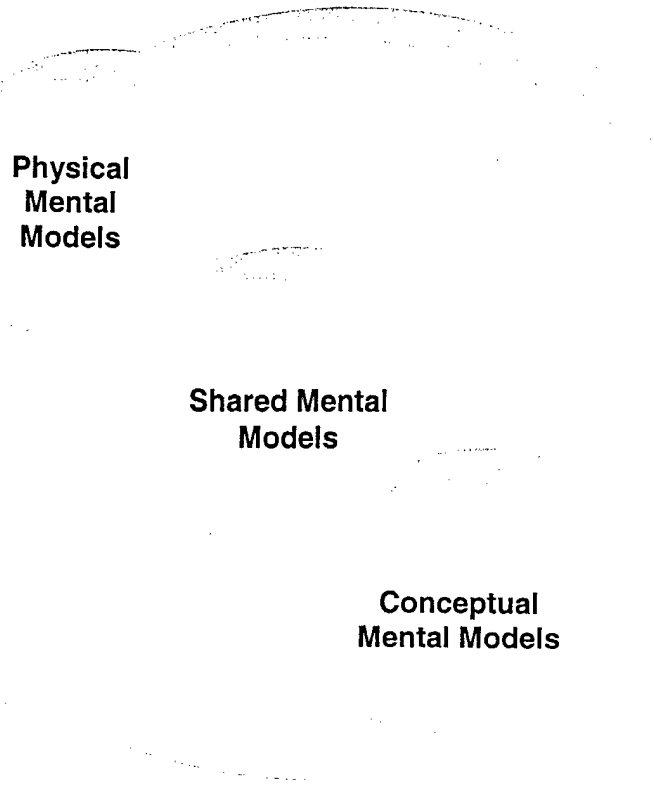 Physical
Mental
Models
Shared Mental
Models
Conceptual
Mental Models